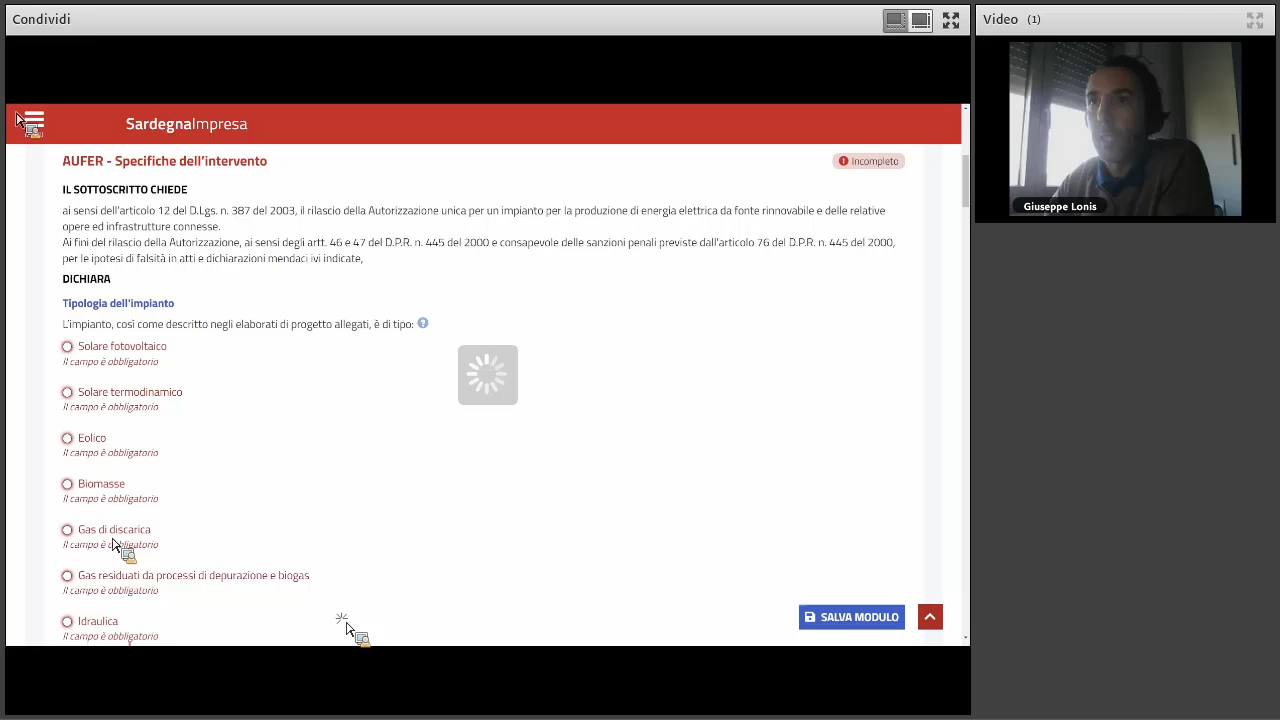 Condividi
Video (1)
SardegnaImpresa
AUFER - Specifiche dell'intervento
Incompleto
IL SOTTOSCRITTO CHIEDE
ai sensi dell'articolo 12 del D.Lgs. n. 387 del 2003, il rilascio della Autorizzazione unica per un impianto per la produzione di energia elettrica da fonte rinnovabile e delle relative
opere ed infrastrutture connesse.
Ai fini del rilascio della Autorizzazione, ai sensi degli artt. 46 e 47 del D.P.R. n. 445 del 2000 e consapevole delle sanzioni penali previste dall'articolo 76 del D.P.R. n. 445 del 2000,
per le ipotesi di falsità in atti e dichiarazioni mendaci ivi indicate,
DICHIARA
Tipologia dell'impianto
L'impianto, così come descritto negli elaborati di progetto allegati, è di tipo:
Solare fotovoltaico
Il campo è obbligatorio
Solare termodinamico
Il campo è obbligatorio
Eolico
Il campo è obbligatorio
Biomasse
Il campo è obbligatorio
Gas di discarica
Il campo è obbligatorio
Gas residuati da processi di depurazione e biogas
Il campo è obbligatorio
Idraulica
Il campo è obbligatorio
SALVA MODULO
Giuseppe Lonis